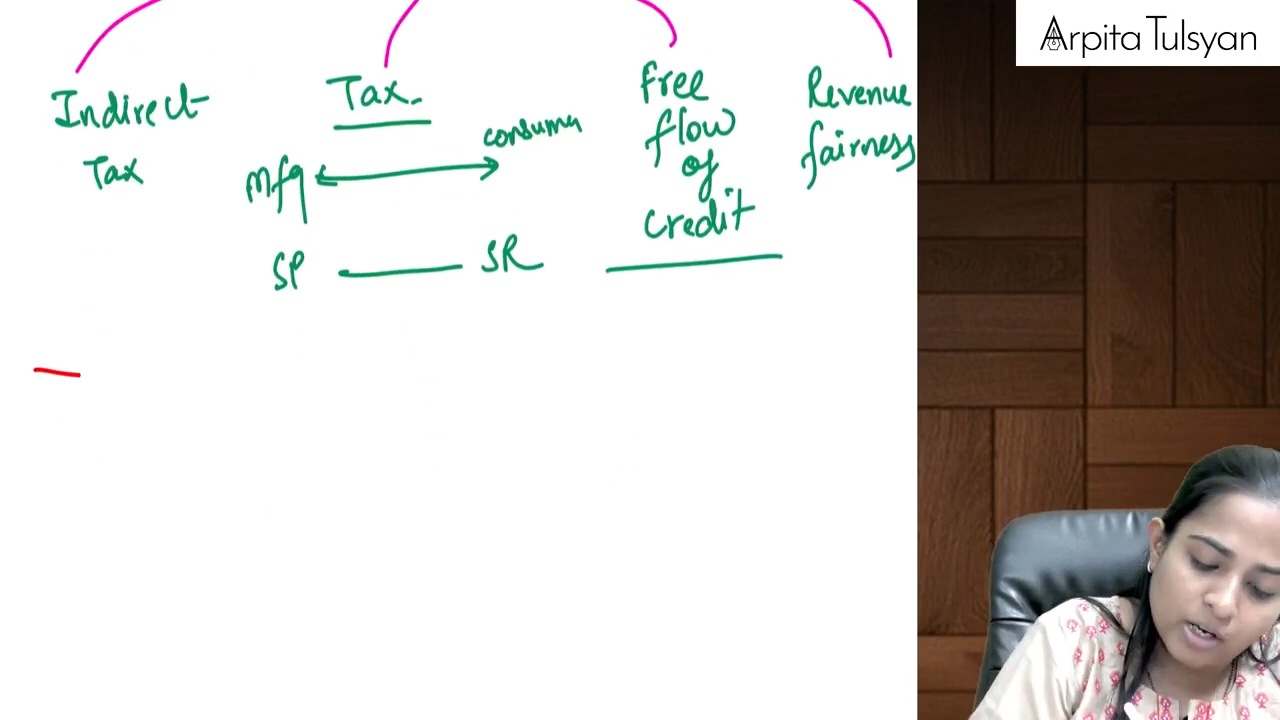 Arpita Tulsyan
Indirect
Tax
Tax.
mfg
consumer
SP
SR
free
flow
of
credit
Revenue
fairness